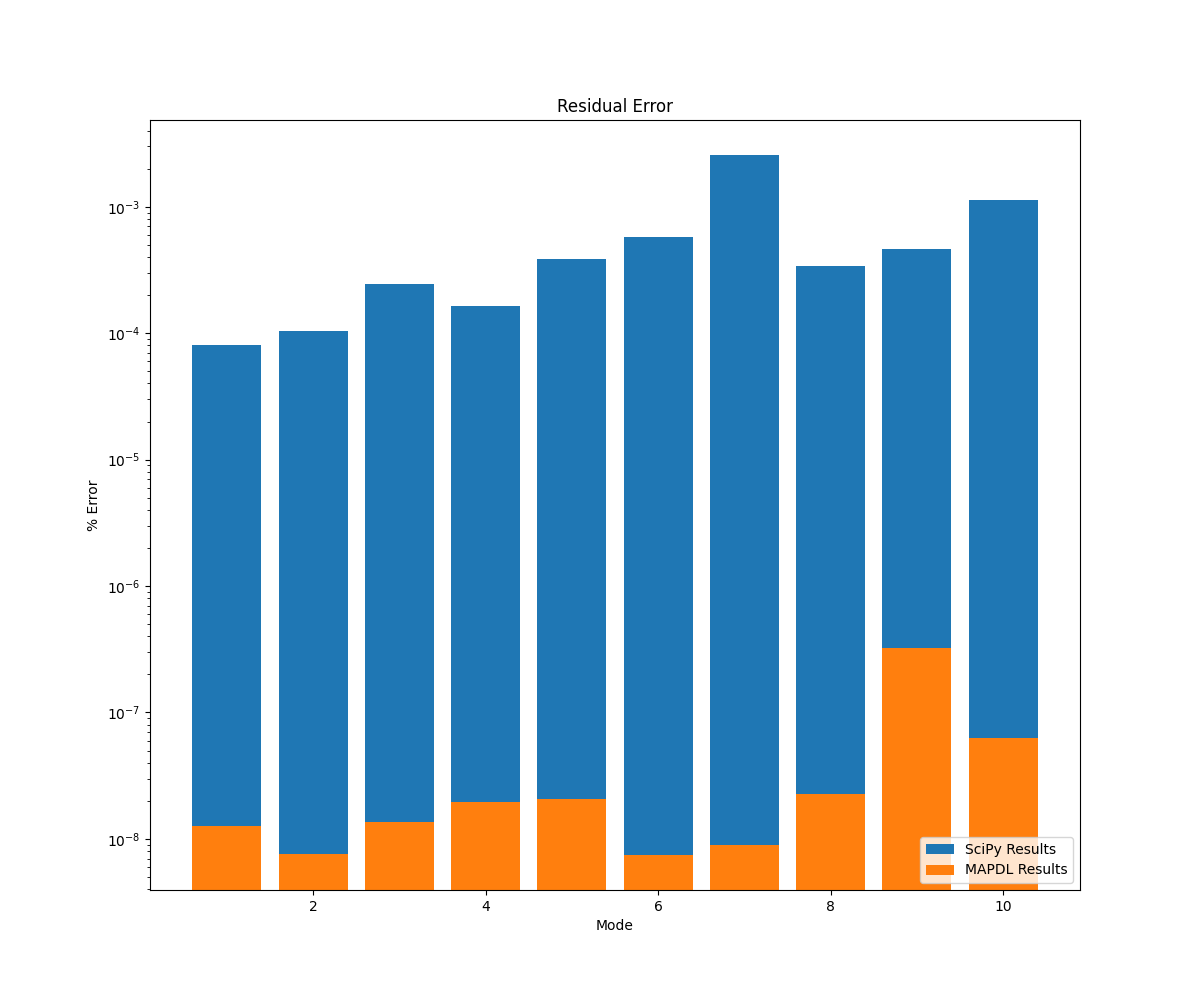 Residual Error
% Error
10⁻³
10⁻⁴
10⁻⁵
10⁻⁶
10⁻⁷
10⁻⁸
SciPy Results
MAPDL Results
2 4 6 8 10
Mode